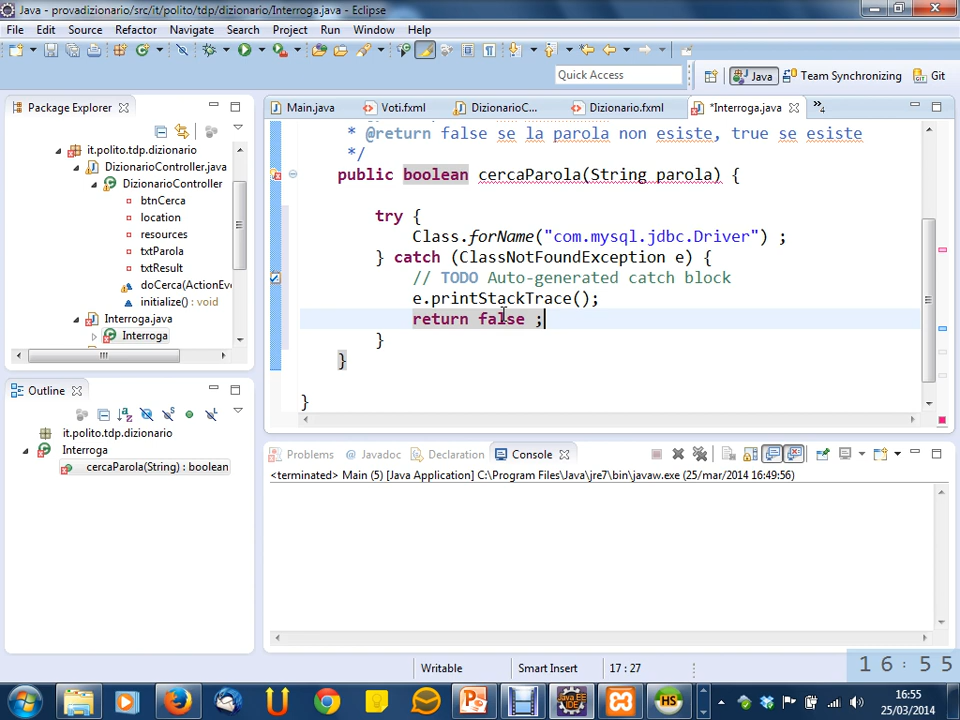 Java - provadizionario/src/it/polito/tdp/dizionario/Interroga.java - Eclipse
File Edit Source Refactor Navigate Search Project Run Window Help
Quick Access
Java
Team Synchronizing
Git
Package Explorer
it.polito.tdp.dizionario
DizionarioController.java
DizionarioController
btnCerca
location
resources
txtParola
txtResult
doCerca(ActionEve
initialize() : void
Interroga.java
Interroga
Outline
it.polito.tdp.dizionario
Interroga
cercaParola(String) : boolean
Main.java
Voti.fxml
DizionarioC...
Dizionario.fxml
*Interroga.java
»4
* @return false se la parola non esiste, true se esiste
*/
public boolean cercaParola(String parola) {
try {
Class.forName("com.mysql.jdbc.Driver") ;
} catch (ClassNotFoundException e) {
// TODO Auto-generated catch block
e.printStackTrace();
return false ;
}
}
}
Problems
@ Javadoc
Declaration
Console
<terminated> Main (5) [Java Application] C:\Program Files\Java\jre7\bin\javaw.exe (25/mar/2014 16:49:56)
Writable
Smart Insert
17 : 27
16:55
16:55
25/03/2014